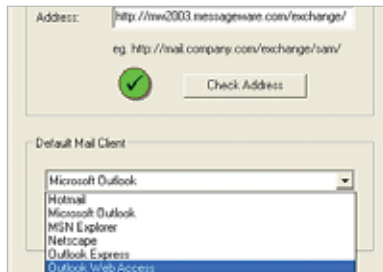 Address:
http://mw2003.messageware.com/exchange/
eg. http://mail.company.com/exchange/sam/
Check Address
Default Mail Client
Microsoft Outlook
Hotmail
Microsoft Outlook
MSN Explorer
Netscape
Outlook Express
Outlook Web Access